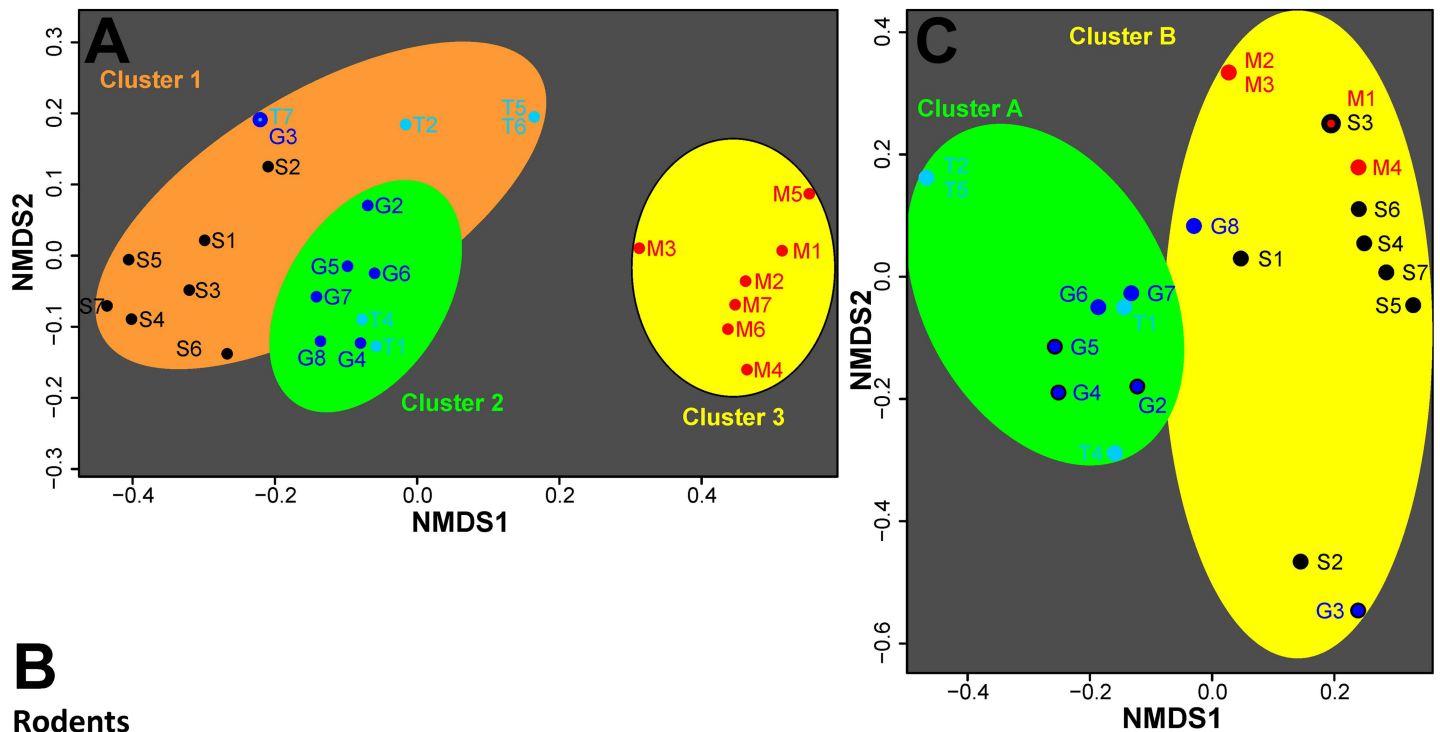 A
Cluster 1
T7
G3
T2
T5
T6
S2
G2
S1
S5
G5
G6
S3
G7
S7
S4
T4
S6
G8
G4
T1
Cluster 2
M5
M3
M1
M2
M7
M6
M4
Cluster 3
0.3
0.2
0.1
0.0
−0.1
−0.2
−0.3
NMDS2
−0.4
−0.2
0.0
0.2
0.4
NMDS1
C
Cluster B
M2
M3
M1
S3
M4
Cluster A
T2
T5
S6
G8
S4
S1
S7
G6
G7
T1
S5
G5
G4
G2
T4
S2
G3
0.4
0.2
0.0
−0.2
−0.4
−0.6
NMDS2
−0.4
−0.2
0.0
0.2
NMDS1
B
Rodents